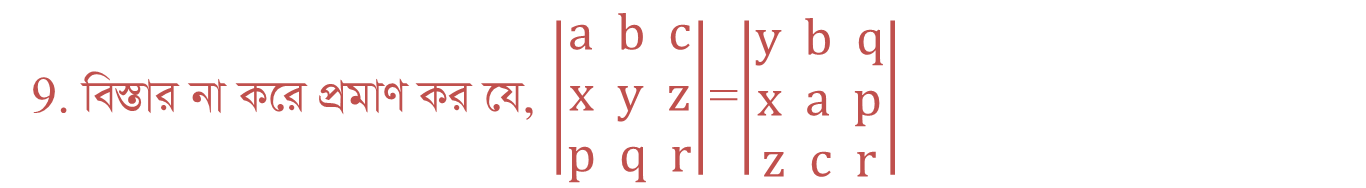 9. বিস্তার না করে প্রমাণ কর যে, |a b c| = |y b q|
|x y z| |x a p|
|p q r| |z c r|